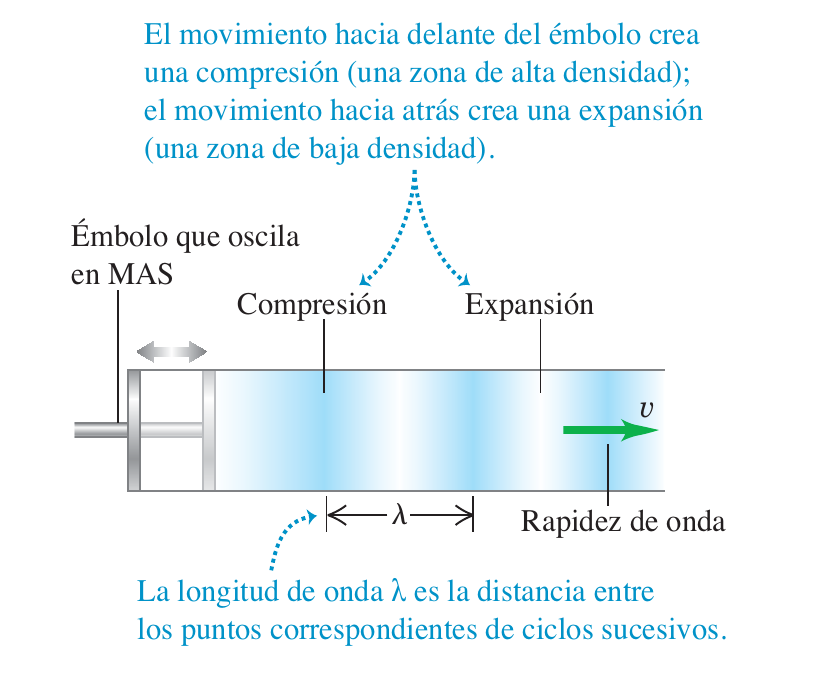 El movimiento hacia delante del émbolo crea
una compresión (una zona de alta densidad);
el movimiento hacia atrás crea una expansión
(una zona de baja densidad).
Émbolo que oscila
en MAS
Compresión
Expansión
v
λ
Rapidez de onda
La longitud de onda λ es la distancia entre
los puntos correspondientes de ciclos sucesivos.